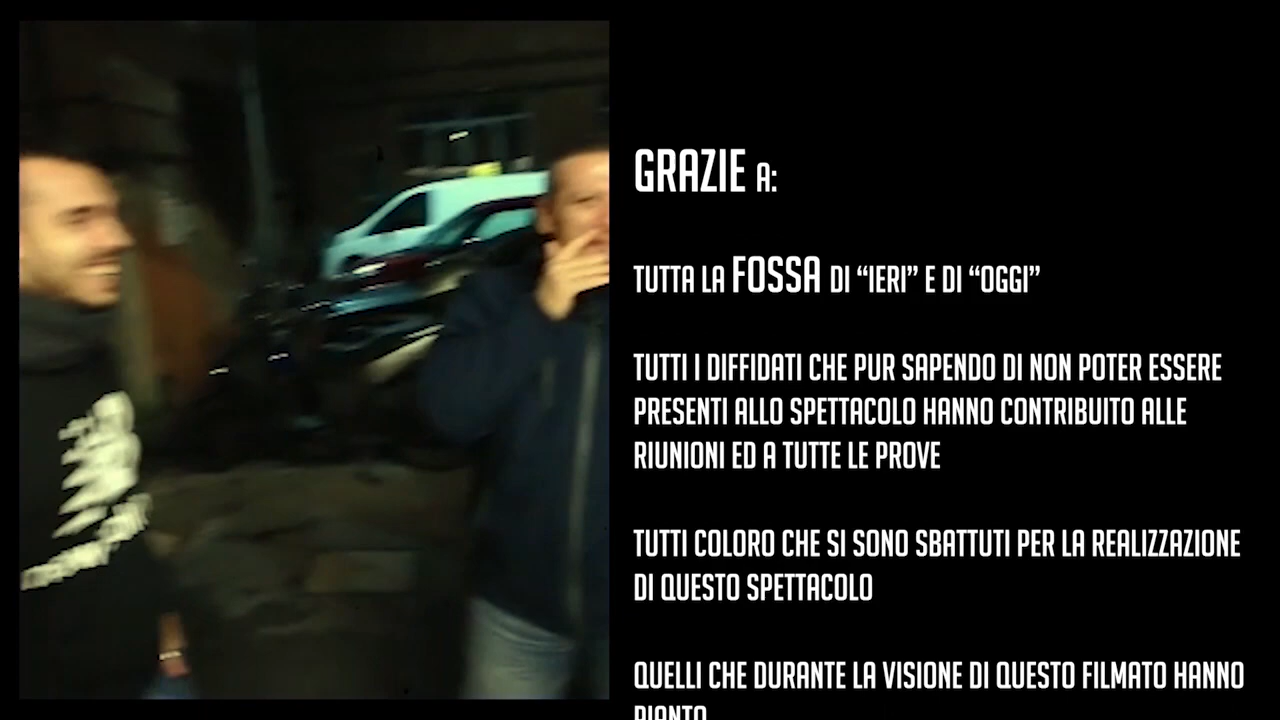 GRAZIE A:
TUTTA LA FOSSA DI “IERI” E DI “OGGI”
TUTTI I DIFFIDATI CHE PUR SAPENDO DI NON POTER ESSERE
PRESENTI ALLO SPETTACOLO HANNO CONTRIBUITO ALLE
RIUNIONI ED A TUTTE LE PROVE
TUTTI COLORO CHE SI SONO SBATTUTI PER LA REALIZZAZIONE
DI QUESTO SPETTACOLO
QUELLI CHE DURANTE LA VISIONE DI QUESTO FILMATO HANNO
PIANTO